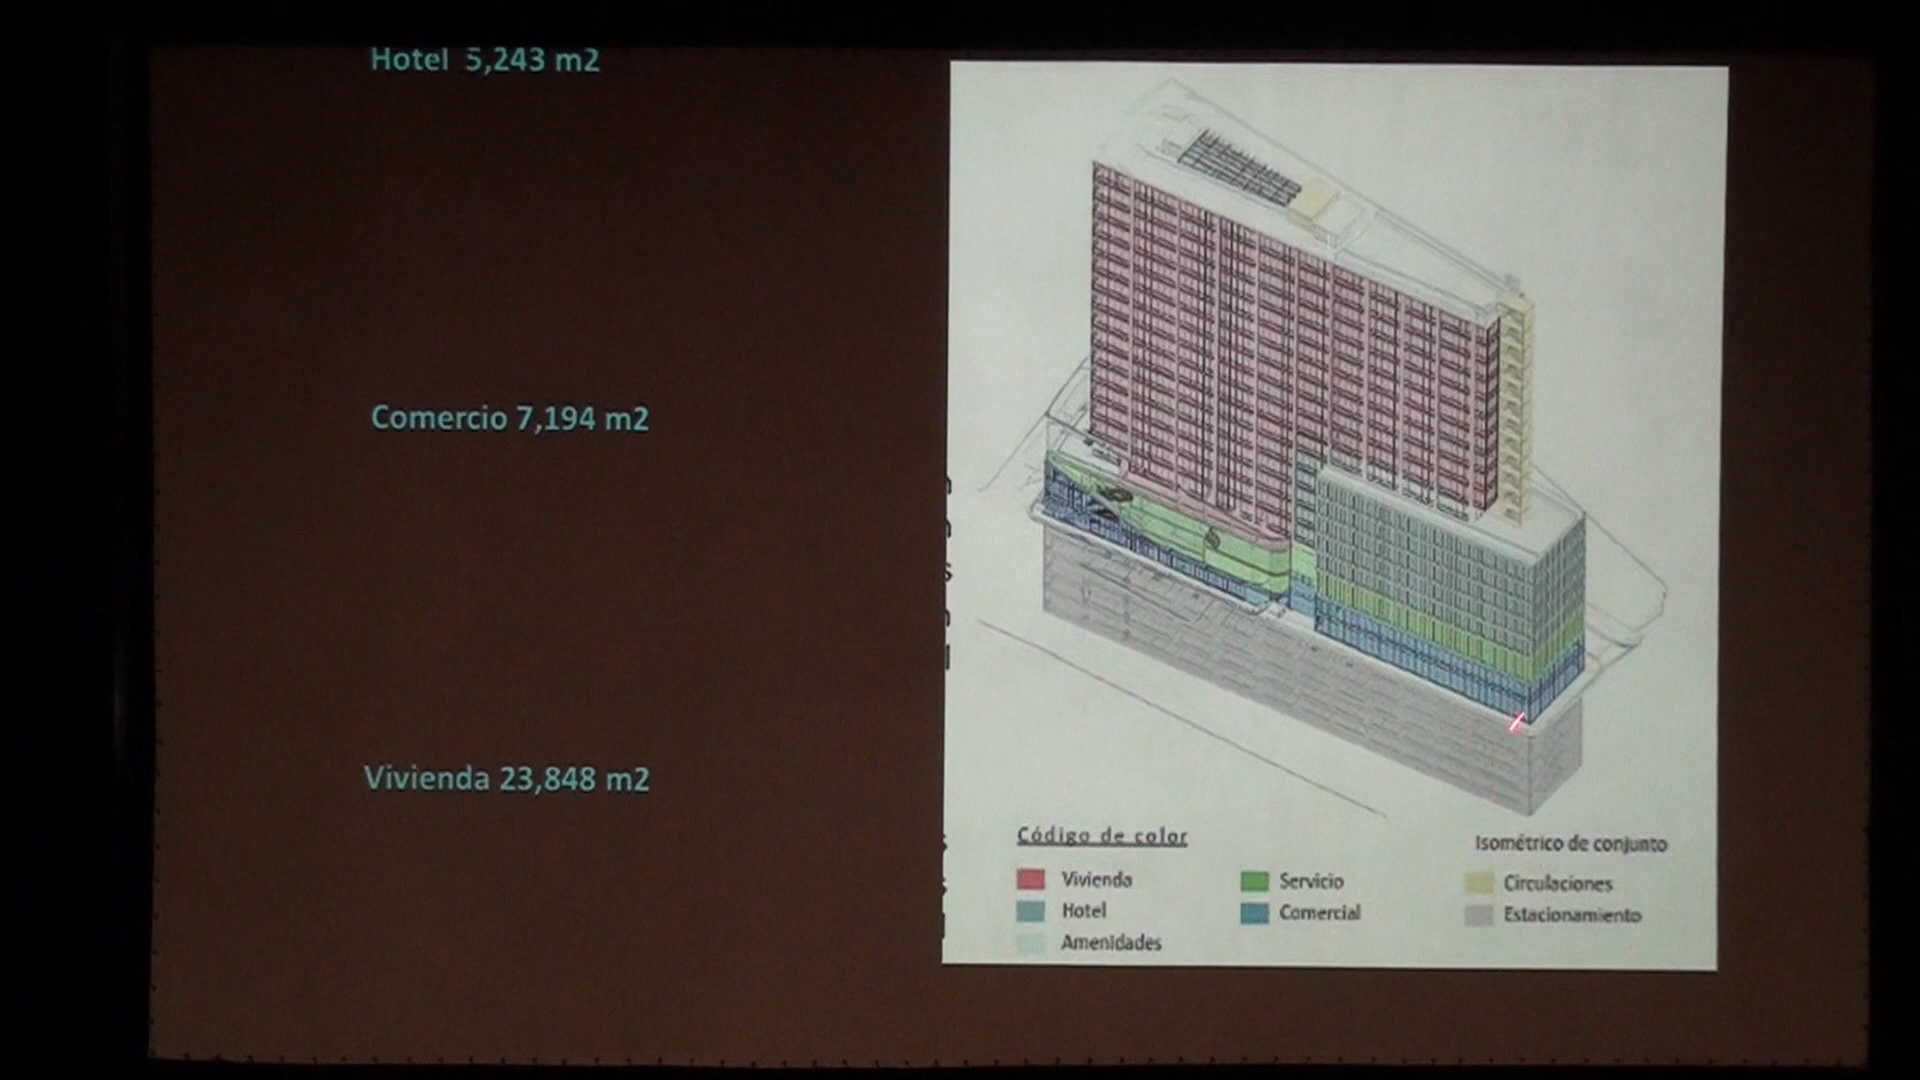 Hotel 5,243 m2
Comercio 7,194 m2
Vivienda 23,848 m2
Código de color
Isométrico de conjunto
Vivienda
Servicio
Circulaciones
Hotel
Comercial
Estacionamiento
Amenidades